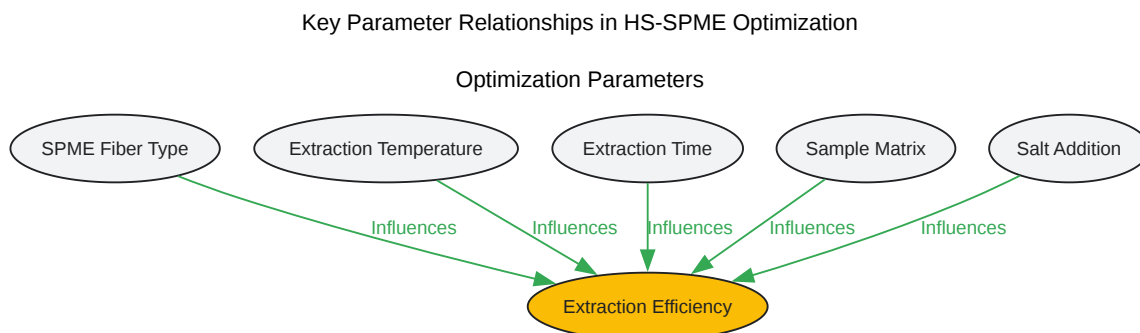 Key Parameter Relationships in HS-SPME Optimization
Optimization Parameters
SPME Fiber Type
Extraction Temperature
Extraction Time
Sample Matrix
Salt Addition
Influences
Influences
Influences
Influences
Influences
Extraction Efficiency